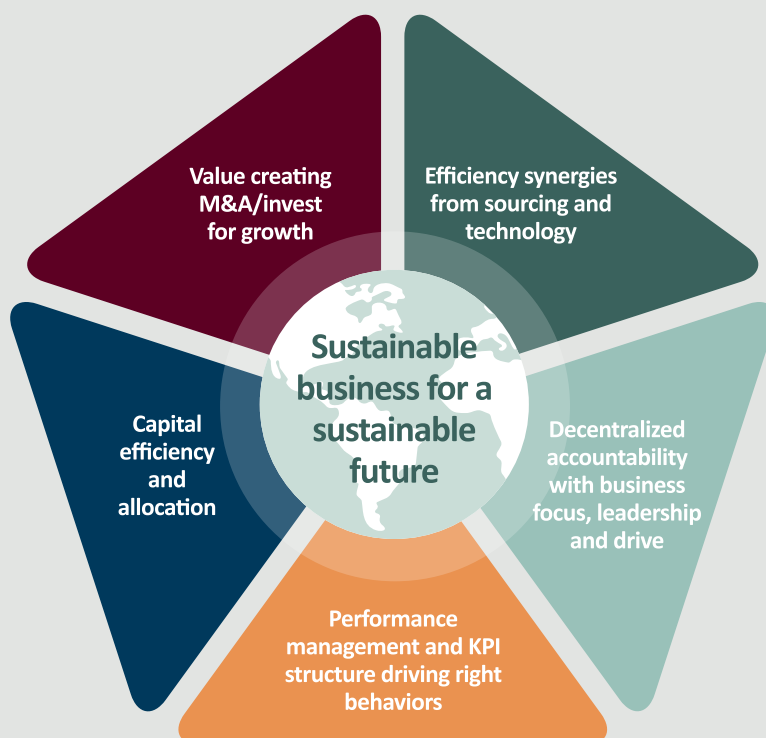 Value creating
M&A/invest
for growth
Efficiency synergies
from sourcing and
technology
Sustainable
business for a
sustainable
future
Capital
efficiency
and
allocation
Decentralized
accountability
with business
focus, leadership
and drive
Performance
management and KPI
structure driving right
behaviors